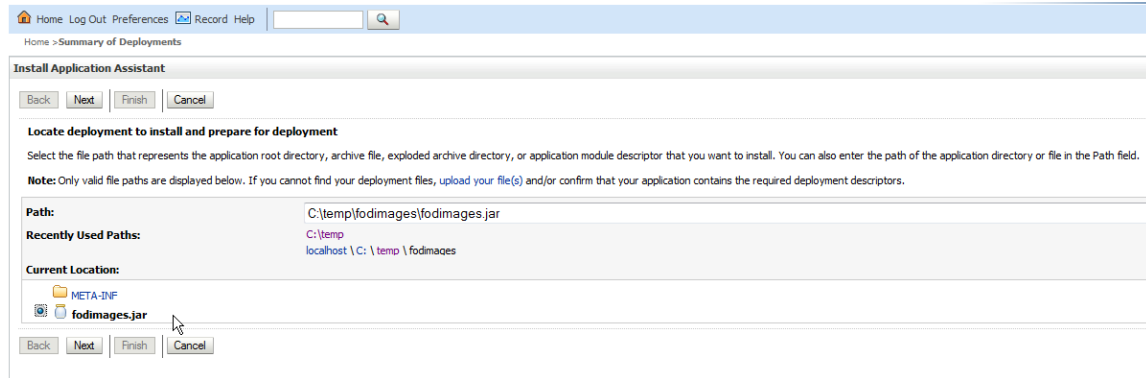 Home Log Out Preferences Record Help
Home >Summary of Deployments
Install Application Assistant
Back Next Finish Cancel
Locate deployment to install and prepare for deployment
Select the file path that represents the application root directory, archive file, exploded archive directory, or application module descriptor that you want to install. You can also enter the path of the application directory or file in the Path field.
Note: Only valid file paths are displayed below. If you cannot find your deployment files, upload your file(s) and/or confirm that your application contains the required deployment descriptors.
Path: C:\temp\fodimages\fodimages.jar
Recently Used Paths: C:\temp
localhost \ C: \ temp \ fodimages
Current Location:
META-INF
fodimages.jar
Back Next Finish Cancel